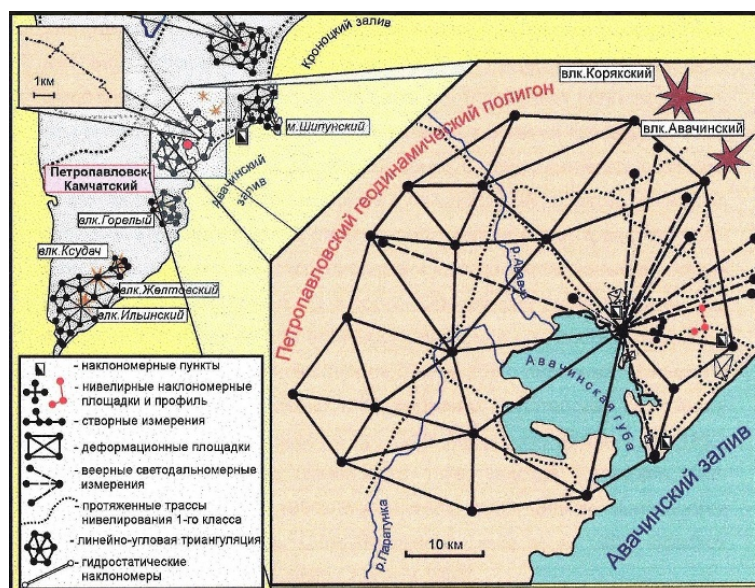 Кроноцкий залив
1км
м.Шипунский
Петропавловск-
Камчатский
Авачинский
залив
влк.Горелый
влк.Ксудач
влк.Желтовский
влк.Ильинский
влк.Корякский
влк.Авачинский
Петропавловский геодинамический полигон
р.Авача
Авачинская губа
р.Паратунка
10 км
Авачинский залив
- наклономерные пункты
- нивелирные наклономерные
площадки и профиль
- створные измерения
- деформационные площадки
- веерные светодальномерные
измерения
- протяженные трассы
нивелирования 1-го класса
- линейно-угловая триангуляция
- гидростатические
наклономеры